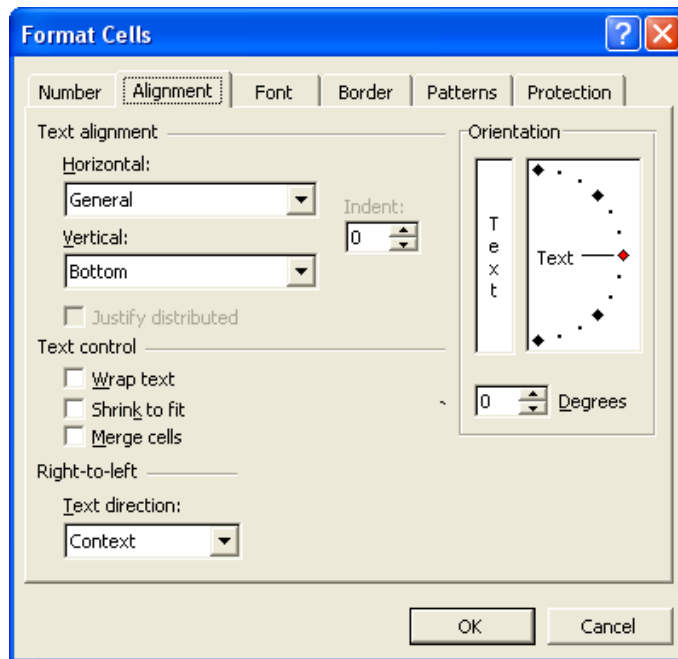 Format Cells
Number Alignment Font Border Patterns Protection
Text alignment
Horizontal:
General
Indent:
0
Vertical:
Bottom
Justify distributed
Text control
Wrap text
Shrink to fit
Merge cells
Right-to-left
Text direction:
Context
Orientation
Text
Text
0 Degrees
OK Cancel